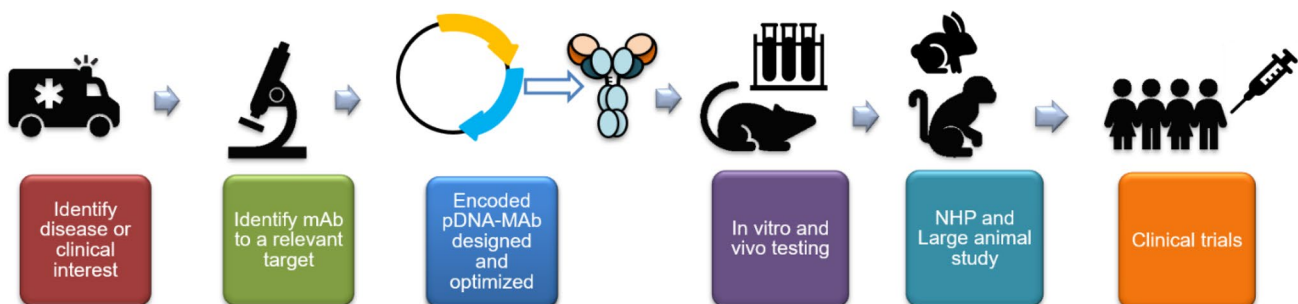 Identify
disease or
clinical
interest
Identify mAb
to a relevant
target
Encoded
pDNA-MAb
designed
and
optimized
In vitro and
vivo testing
NHP and
Large animal
study
Clinical trials